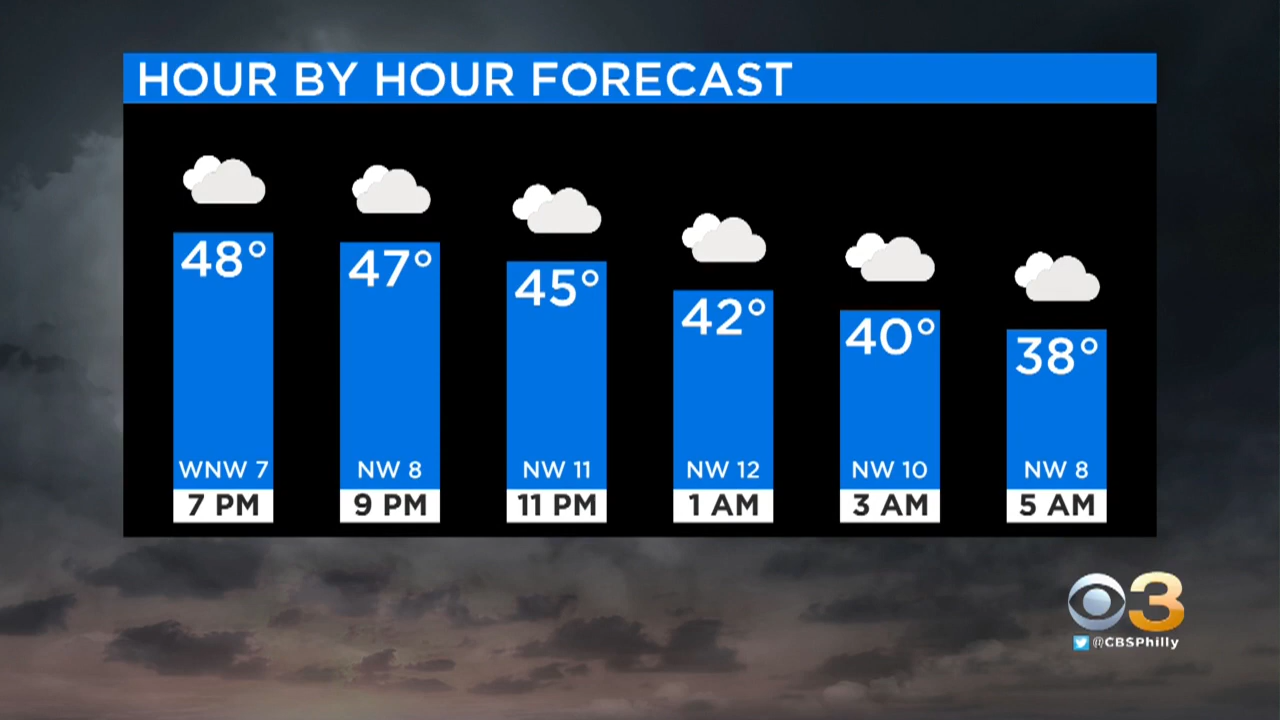 HOUR BY HOUR FORECAST
48° 47° 45° 42° 40° 38°
WNW 7 NW 8 NW 11 NW 12 NW 10 NW 8
7 PM 9 PM 11 PM 1 AM 3 AM 5 AM
3
@CBSPhilly